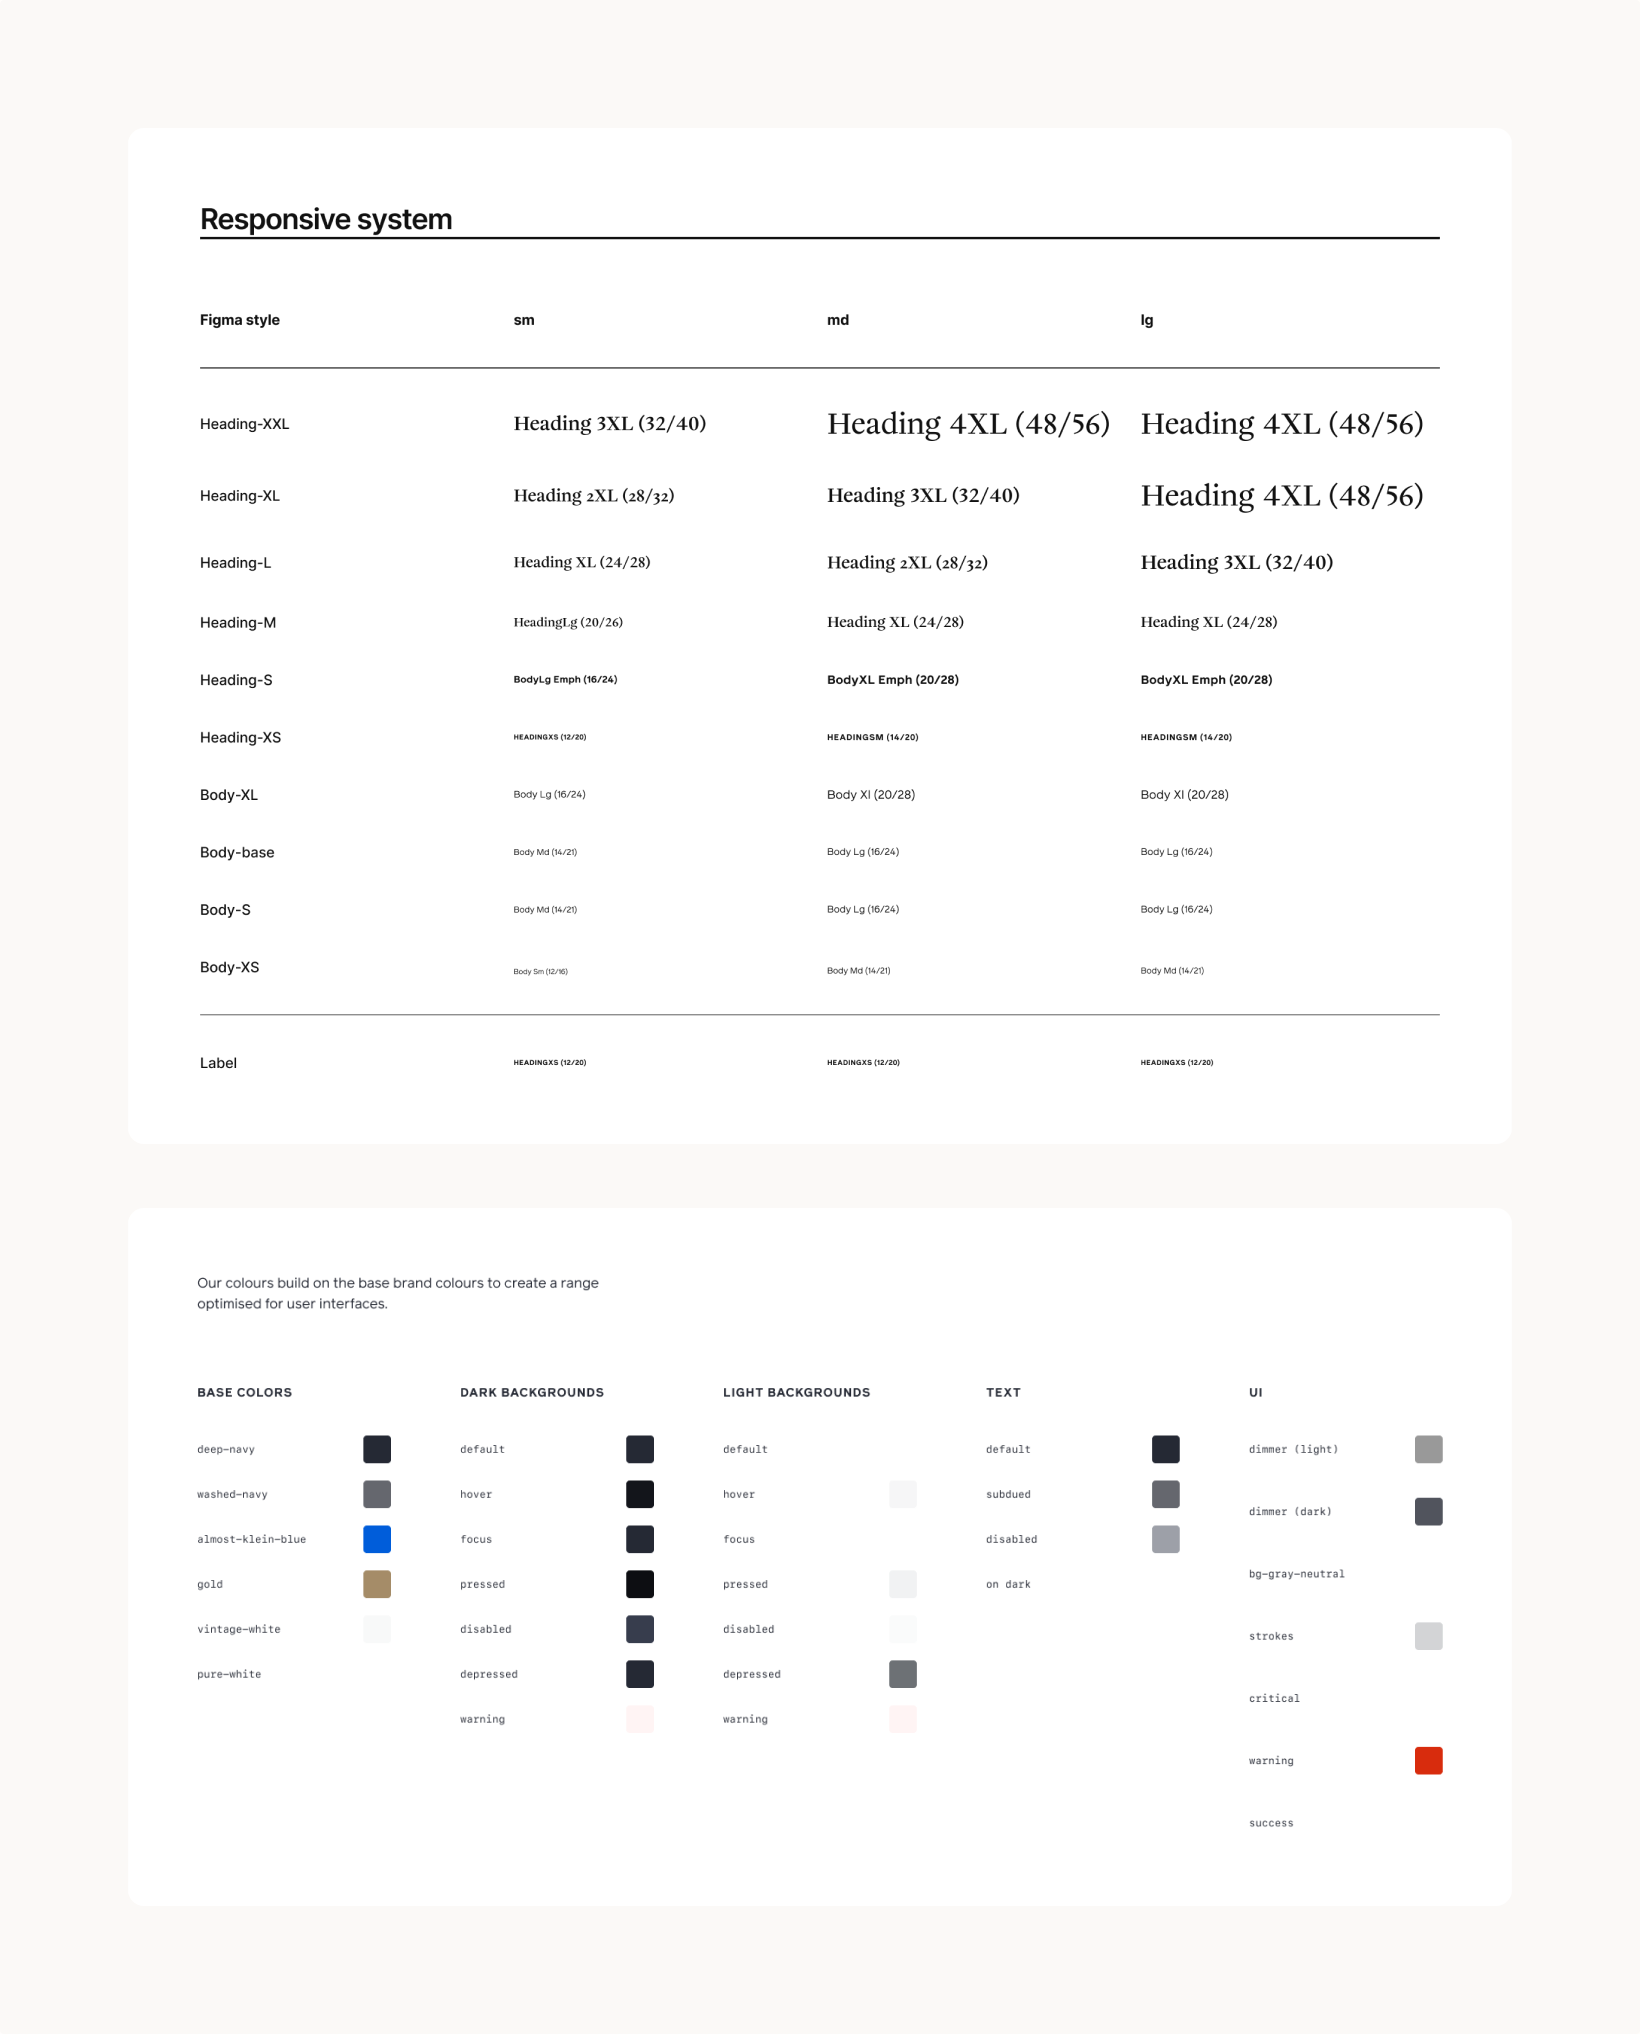 Responsive system
Figma style sm md lg
Heading-XXL Heading 3XL (32/40) Heading 4XL (48/56) Heading 4XL (48/56)
Heading-XL Heading 2XL (28/32) Heading 3XL (32/40) Heading 4XL (48/56)
Heading-L Heading XL (24/28) Heading 2XL (28/32) Heading 3XL (32/40)
Heading-M HeadingLg (20/26) Heading XL (24/28) Heading XL (24/28)
Heading-S BodyLg Emph (16/24) BodyXL Emph (20/28) BodyXL Emph (20/28)
Heading-XS HEADINGXS (12/20) HEADINGSM (14/20) HEADINGSM (14/20)
Body-XL Body Lg (16/24) Body Xl (20/28) Body Xl (20/28)
Body-base Body Md (14/21) Body Lg (16/24) Body Lg (16/24)
Body-S Body Md (14/21) Body Lg (16/24) Body Lg (16/24)
Body-XS Body Sm (12/16) Body Md (14/21) Body Md (14/21)
Label HEADINGXS (12/20) HEADINGXS (12/20) HEADINGXS (12/20)
Our colours build on the base brand colours to create a range
optimised for user interfaces.
BASE COLORS
deep-navy
washed-navy
almost-klein-blue
gold
vintage-white
pure-white
DARK BACKGROUNDS
default
hover
focus
pressed
disabled
depressed
warning
LIGHT BACKGROUNDS
default
hover
focus
pressed
disabled
depressed
warning
TEXT
default
subdued
disabled
on dark
UI
dimmer (light)
dimmer (dark)
bg-gray-neutral
strokes
critical
warning
success